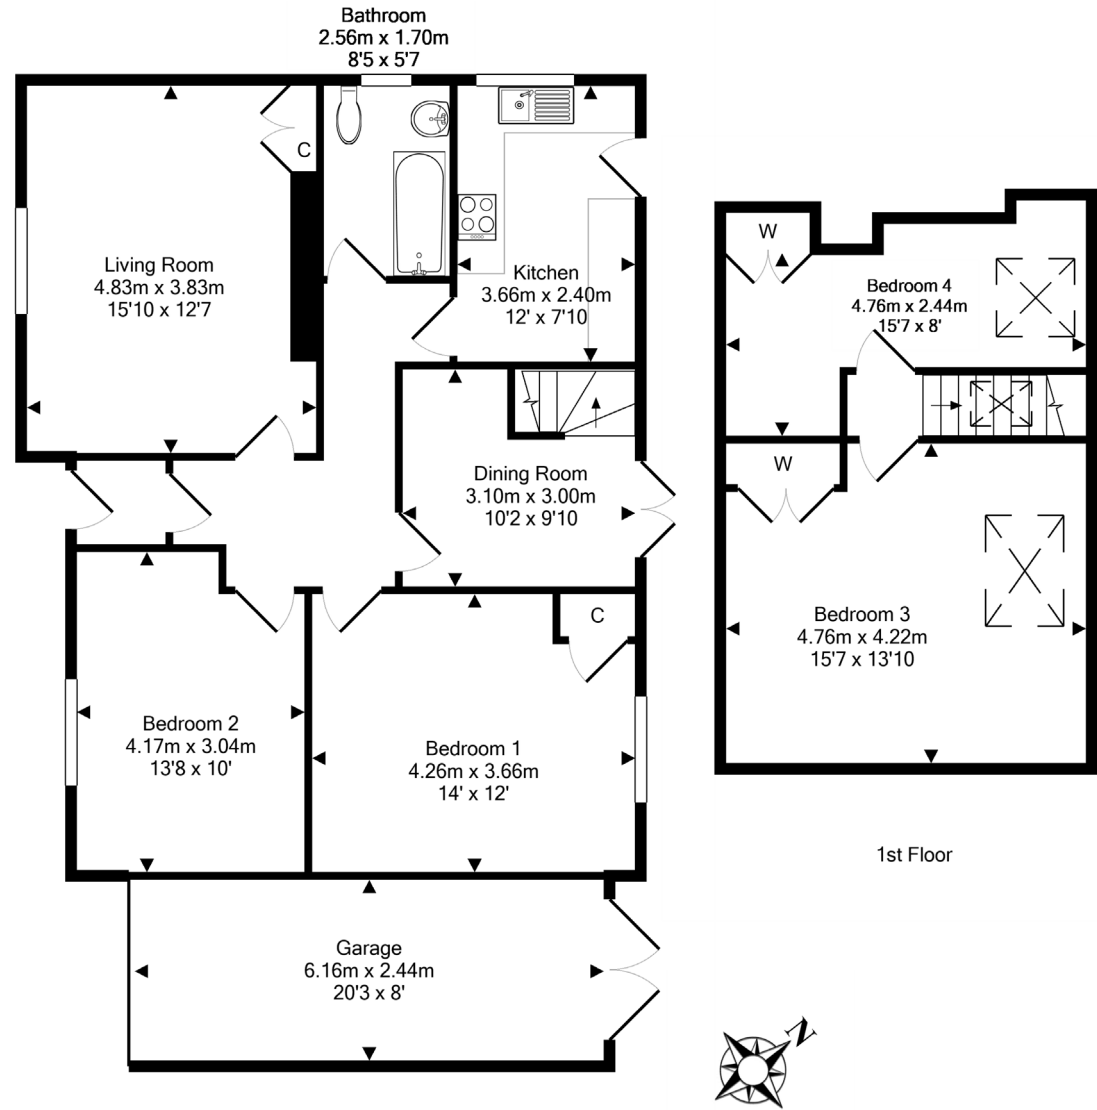 Bathroom
2.56m x 1.70m
8'5 x 5'7
C
Living Room
4.83m x 3.83m
15'10 x 12'7
Kitchen
3.66m x 2.40m
12' x 7'10
Dining Room
3.10m x 3.00m
10'2 x 9'10
C
Bedroom 2
4.17m x 3.04m
13'8 x 10'
Bedroom 1
4.26m x 3.66m
14' x 12'
Garage
6.16m x 2.44m
20'3 x 8'
W
Bedroom 4
4.76m x 2.44m
15'7 x 8'
W
Bedroom 3
4.76m x 4.22m
15'7 x 13'10
1st Floor
N